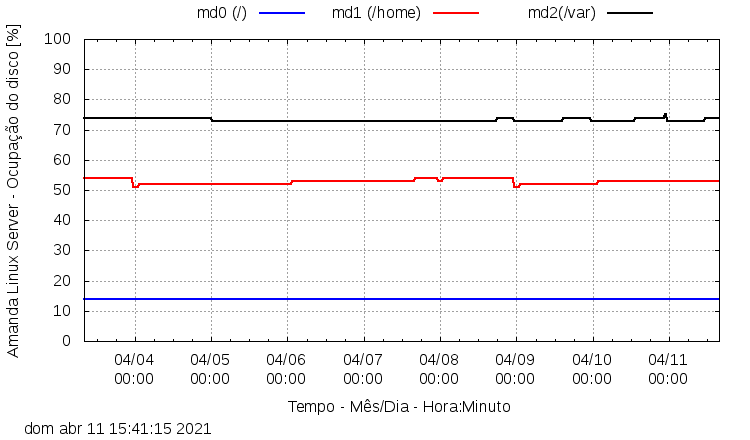 md0 (/) md1 (/home) md2(/var)
Amanda Linux Server - Ocupação do disco [%]
100
90
80
70
60
50
40
30
20
10
0
04/04 04/05 04/06 04/07 04/08 04/09 04/10 04/11
00:00 00:00 00:00 00:00 00:00 00:00 00:00 00:00
Tempo - Mês/Dia - Hora:Minuto
dom abr 11 15:41:15 2021